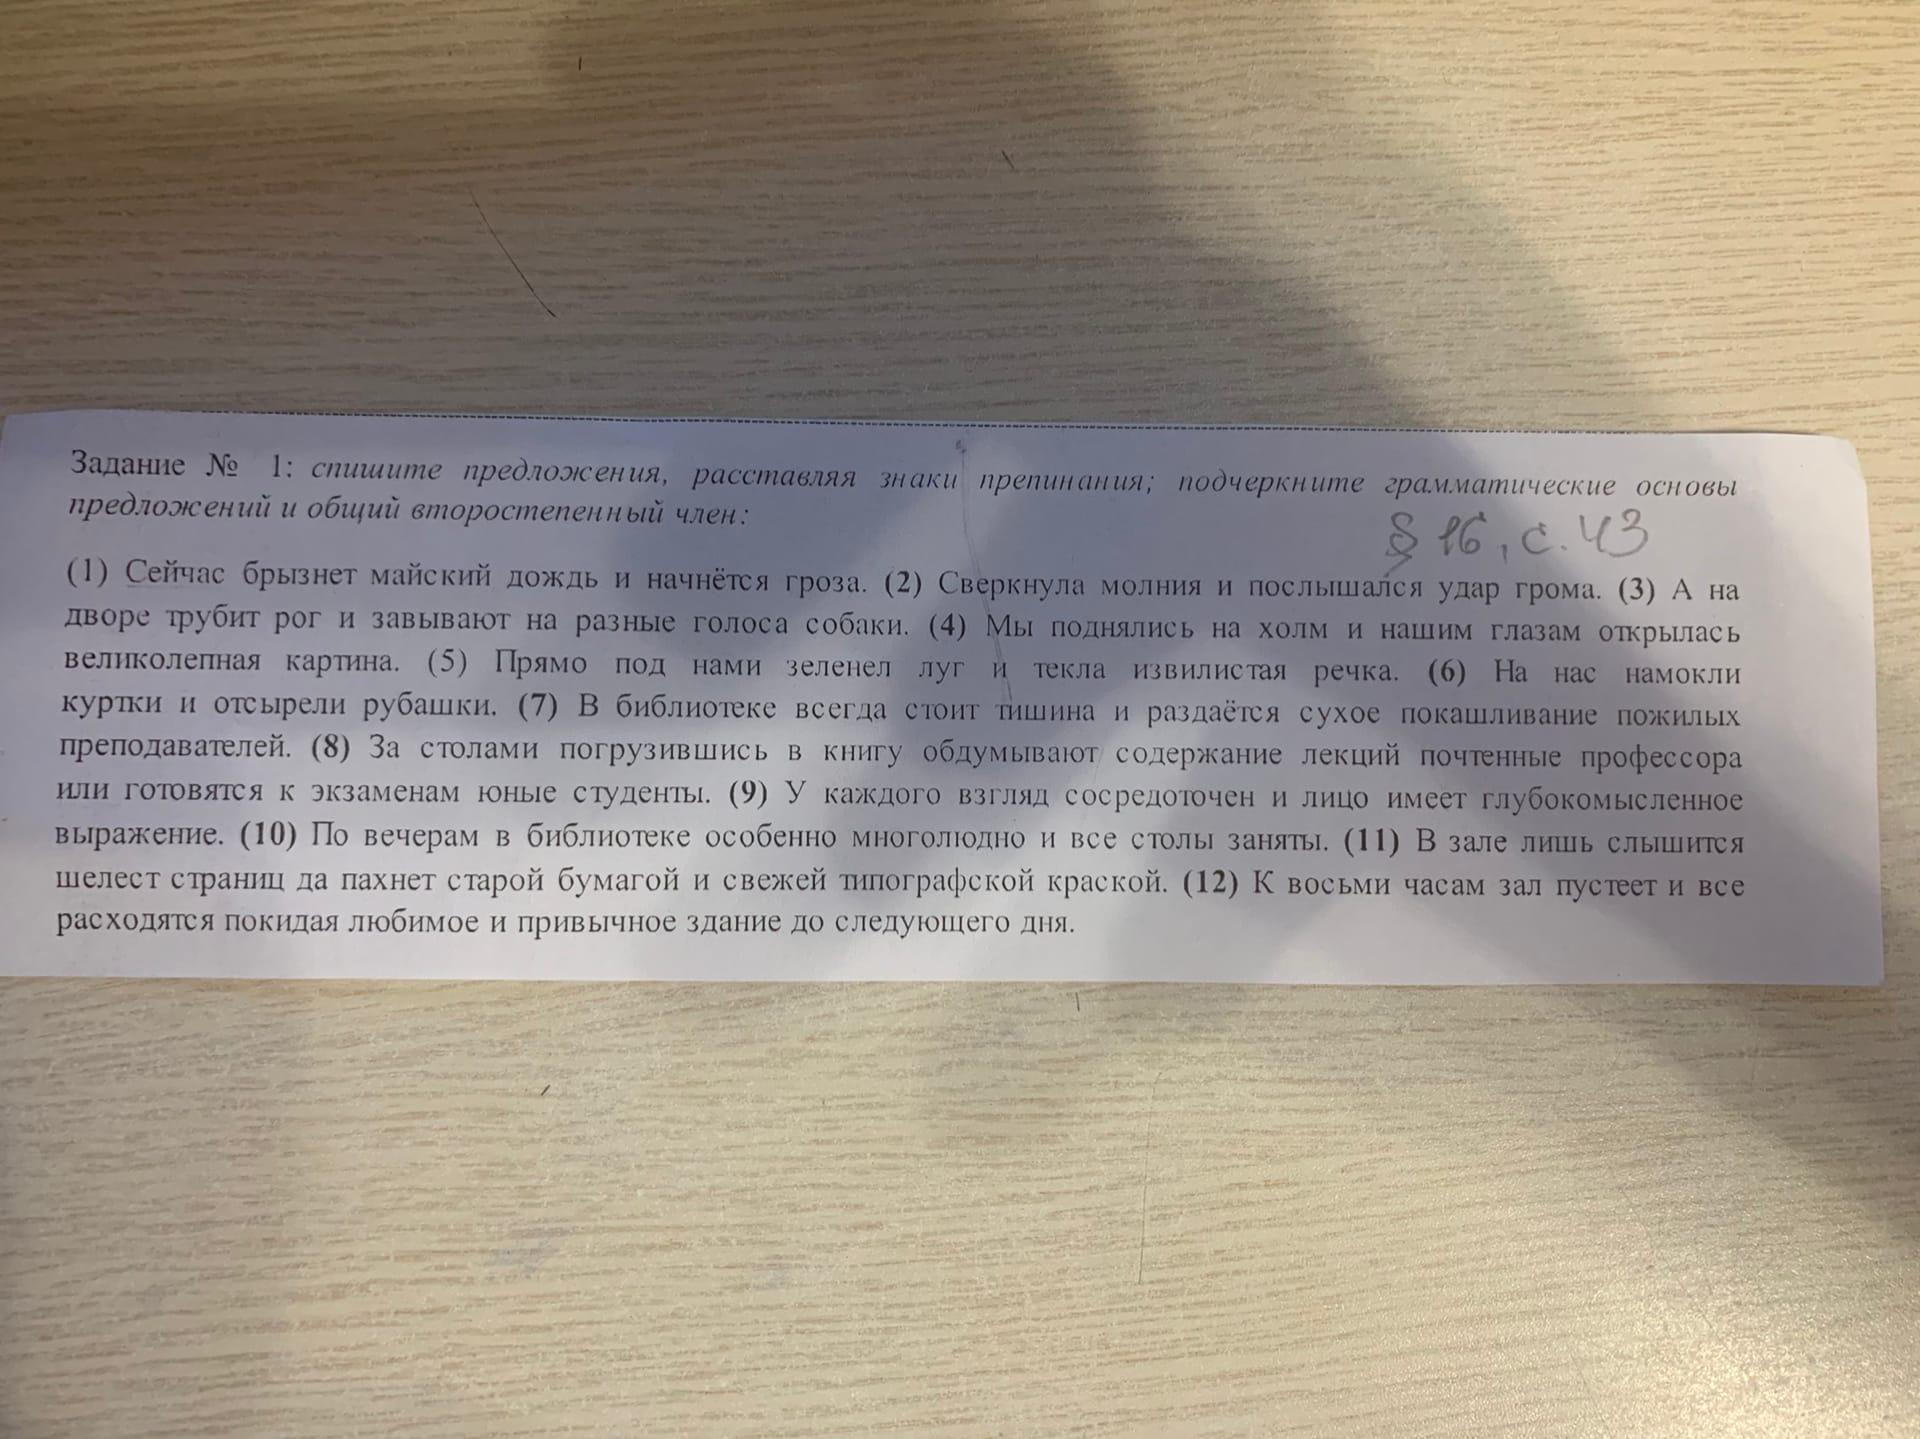 Задание № 1: спишите предложения, расставляя знаки препинания; подчеркните грамматические основы
предложений и общий второстепенный член:
§ 16, с. 43
(1) Сейчас брызнет майский дождь и начнётся гроза. (2) Сверкнула молния и послышался удар грома. (3) А на
дворе трубит рог и завывают на разные голоса собаки. (4) Мы поднялись на холм и нашим глазам открылась
великолепная картина. (5) Прямо под нами зеленел луг и текла извилистая речка. (6) На нас намокли
куртки и отсырели рубашки. (7) В библиотеке всегда стоит тишина и раздаётся сухое покашливание пожилых
преподавателей. (8) За столами погрузившись в книгу обдумывают содержание лекций почтенные профессора
или готовятся к экзаменам юные студенты. (9) У каждого взгляд сосредоточен и лицо имеет глубокомысленное
выражение. (10) По вечерам в библиотеке особенно многолюдно и все столы заняты. (11) В зале лишь слышится
шелест страниц да пахнет старой бумагой и свежей типографской краской. (12) К восьми часам зал пустеет и все
расходятся покидая любимое и привычное здание до следующего дня.